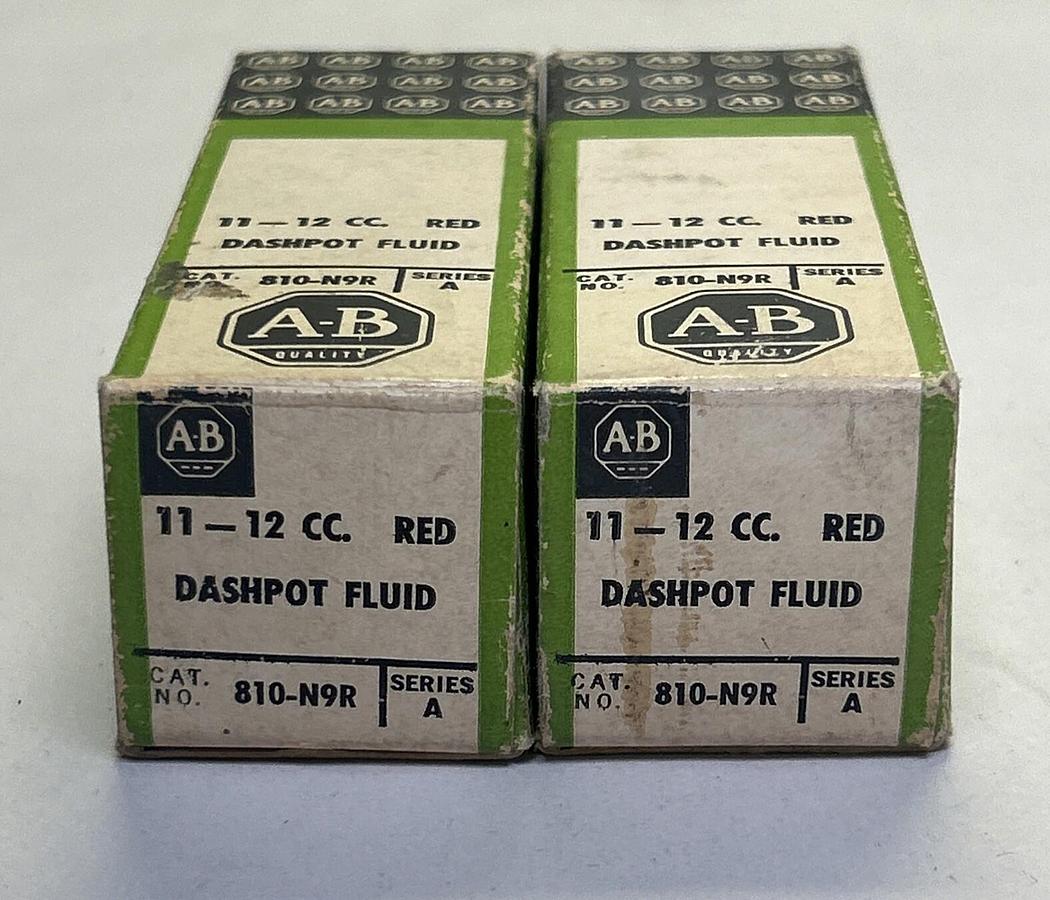 A-B A-B A-B A-B
A-B A-B A-B A-B
A-B A-B A-B A-B
11 — 12 CC. RED
DASHPOT FLUID
CAT. NO. 810-N9R SERIES A
A-B
QUALITY
A-B
11 — 12 CC. RED
DASHPOT FLUID
CAT. SERIES
NO. 810-N9R A
A-B A-B A-B A-B
A-B A-B A-B A-B
A-B A-B A-B A-B
11 — 12 CC. RED
DASHPOT FLUID
CAT. SERIES
NO. 810-N9R A
A-B
QUALITY
A-B
11 — 12 CC. RED
DASHPOT FLUID
CAT. SERIES
NO. 810-N9R A